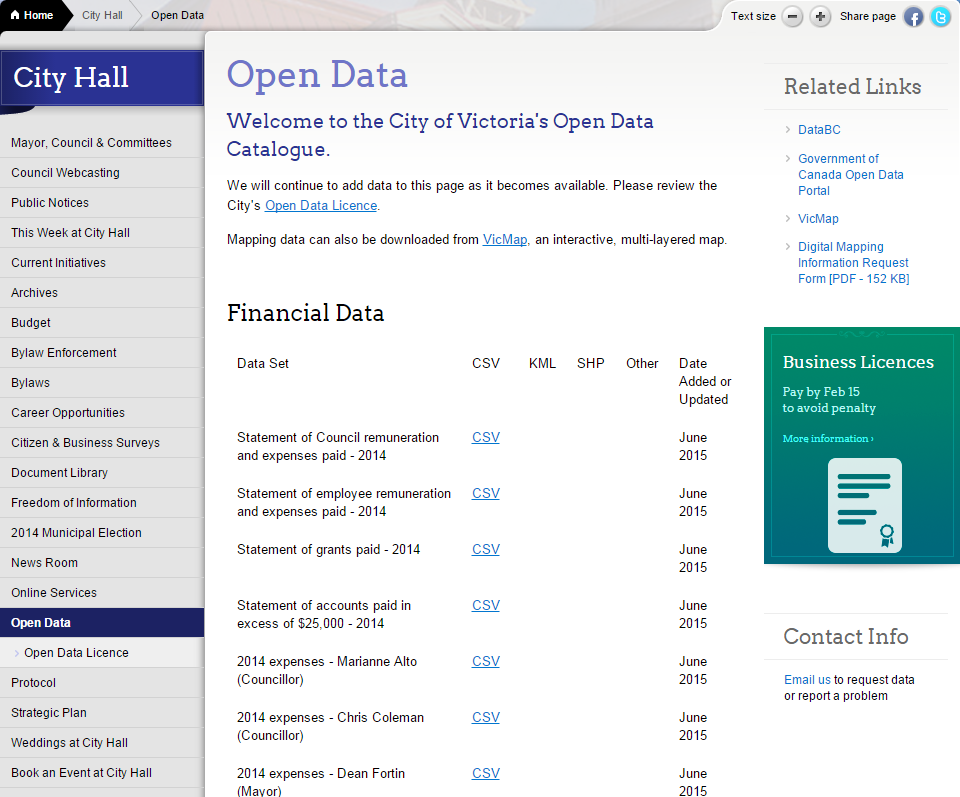 Home
City Hall
Open Data
Text size
Share page
City Hall
Mayor, Council & Committees
Council Webcasting
Public Notices
This Week at City Hall
Current Initiatives
Archives
Budget
Bylaw Enforcement
Bylaws
Career Opportunities
Citizen & Business Surveys
Document Library
Freedom of Information
2014 Municipal Election
News Room
Online Services
Open Data
Open Data Licence
Protocol
Strategic Plan
Weddings at City Hall
Book an Event at City Hall
Open Data
Welcome to the City of Victoria's Open Data
Catalogue.
We will continue to add data to this page as it becomes available. Please review the
City's Open Data Licence.
Mapping data can also be downloaded from VicMap, an interactive, multi-layered map.
Financial Data
Data Set CSV KML SHP Other Date
Added or
Updated
Statement of Council remuneration CSV June
and expenses paid - 2014 2015
Statement of employee remuneration CSV June
and expenses paid - 2014 2015
Statement of grants paid - 2014 CSV June
2015
Statement of accounts paid in CSV June
excess of $25,000 - 2014 2015
2014 expenses - Marianne Alto CSV June
(Councillor) 2015
2014 expenses - Chris Coleman CSV June
(Councillor) 2015
2014 expenses - Dean Fortin CSV June
(Mayor) 2015
Related Links
DataBC
Government of
Canada Open Data
Portal
VicMap
Digital Mapping
Information Request
Form [PDF - 152 KB]
Business Licences
Pay by Feb 15
to avoid penalty
More information ›
Contact Info
Email us to request data
or report a problem